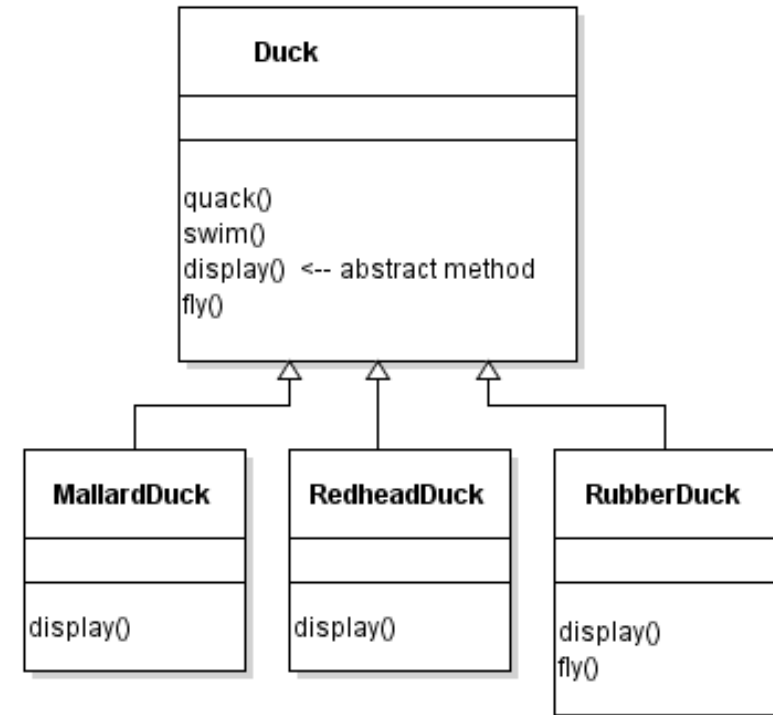 Duck
quack()
swim()
display() <-- abstract method
fly()
MallardDuck
display()
RedheadDuck
display()
RubberDuck
display()
fly()